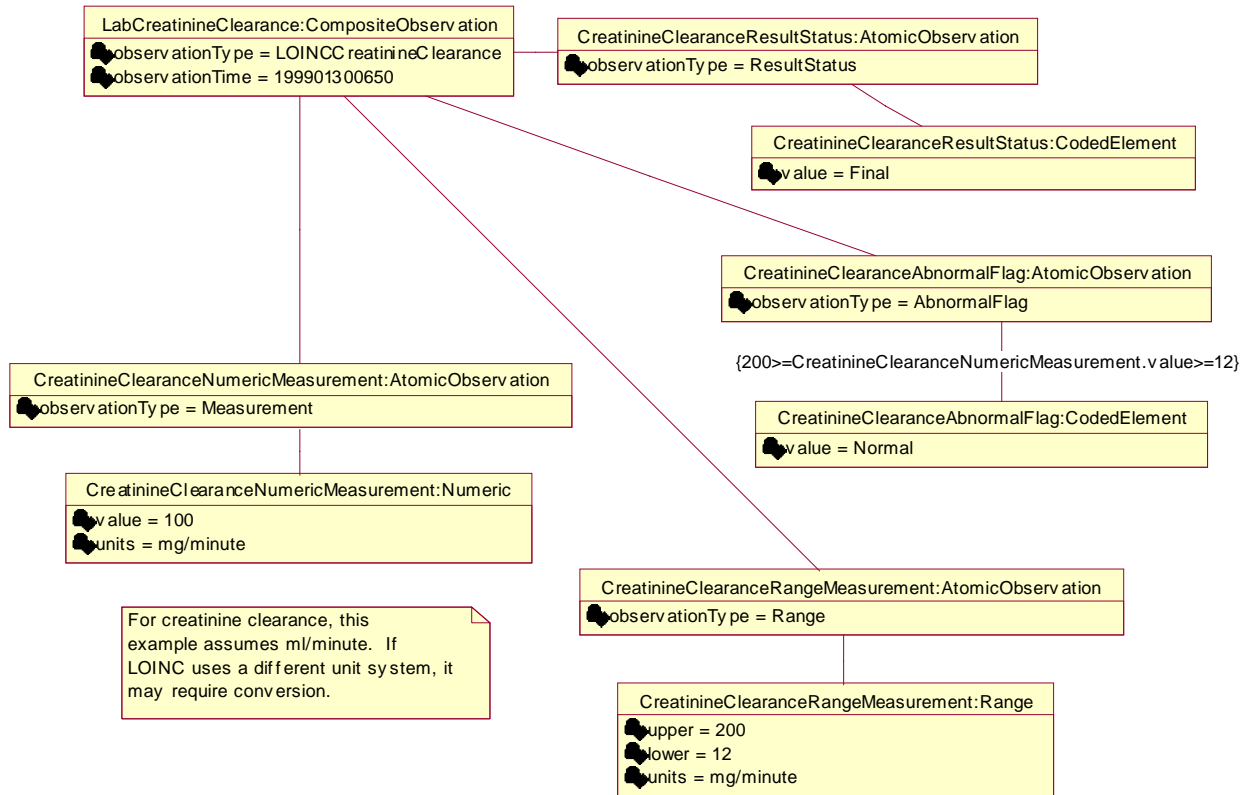 LabCreatinineClearance:CompositeObservation
observationType = LOINCCreatinineClearance
observationTime = 199901300650
CreatinineClearanceResultStatus:AtomicObservation
observationType = ResultStatus
CreatinineClearanceResultStatus:CodedElement
value = Final
CreatinineClearanceAbnormalFlag:AtomicObservation
observationType = AbnormalFlag
{200>=CreatinineClearanceNumericMeasurement.value>=12}
CreatinineClearanceAbnormalFlag:CodedElement
value = Normal
CreatinineClearanceNumericMeasurement:AtomicObservation
observationType = Measurement
CreatinineClearanceNumericMeasurement:Numeric
value = 100
units = mg/minute
CreatinineClearanceRangeMeasurement:AtomicObservation
observationType = Range
For creatinine clearance, this
example assumes ml/minute.  If
LOINC uses a different unit system, it
may require conversion.
CreatinineClearanceRangeMeasurement:Range
upper = 200
lower = 12
units = mg/minute